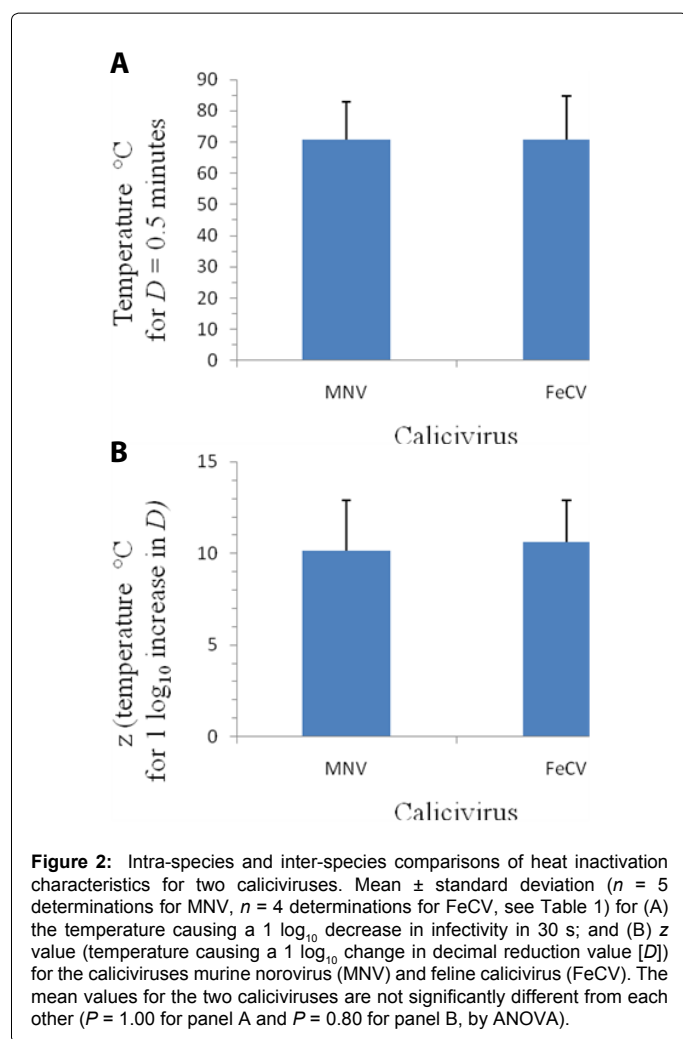 A
Temperature °C
for D = 0.5 minutes
90
80
70
60
50
40
30
20
10
0
MNV
FeCV
Calicivirus
B
z (temperature °C
for 1 log₁₀ increase in D)
15
10
5
0
MNV
FeCV
Calicivirus
Figure 2: Intra-species and inter-species comparisons of heat inactivation
characteristics for two caliciviruses. Mean ± standard deviation (n = 5
determinations for MNV, n = 4 determinations for FeCV, see Table 1) for (A)
the temperature causing a 1 log₁₀ decrease in infectivity in 30 s; and (B) z
value (temperature causing a 1 log₁₀ change in decimal reduction value [D])
for the caliciviruses murine norovirus (MNV) and feline calicivirus (FeCV). The
mean values for the two caliciviruses are not significantly different from each
other (P = 1.00 for panel A and P = 0.80 for panel B, by ANOVA).